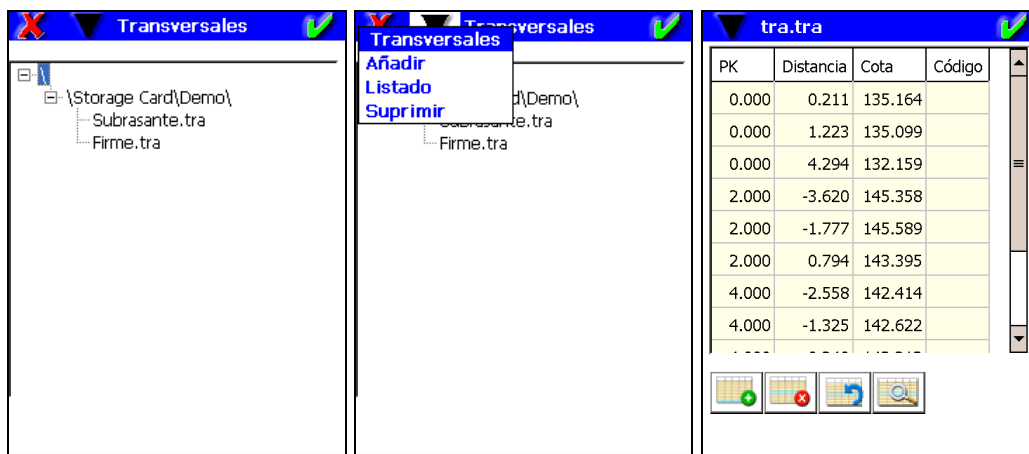 Transversales
\
\Storage Card\Demo\
Subrasante.tra
Firme.tra
Transversales
Transversales
Añadir
Listado
Suprimir
d\Demo\
Subrasante.tra
Firme.tra
tra.tra
PK Distancia Cota Código
0.000 0.211 135.164
0.000 1.223 135.099
0.000 4.294 132.159
2.000 -3.620 145.358
2.000 -1.777 145.589
2.000 0.794 143.395
4.000 -2.558 142.414
4.000 -1.325 142.622